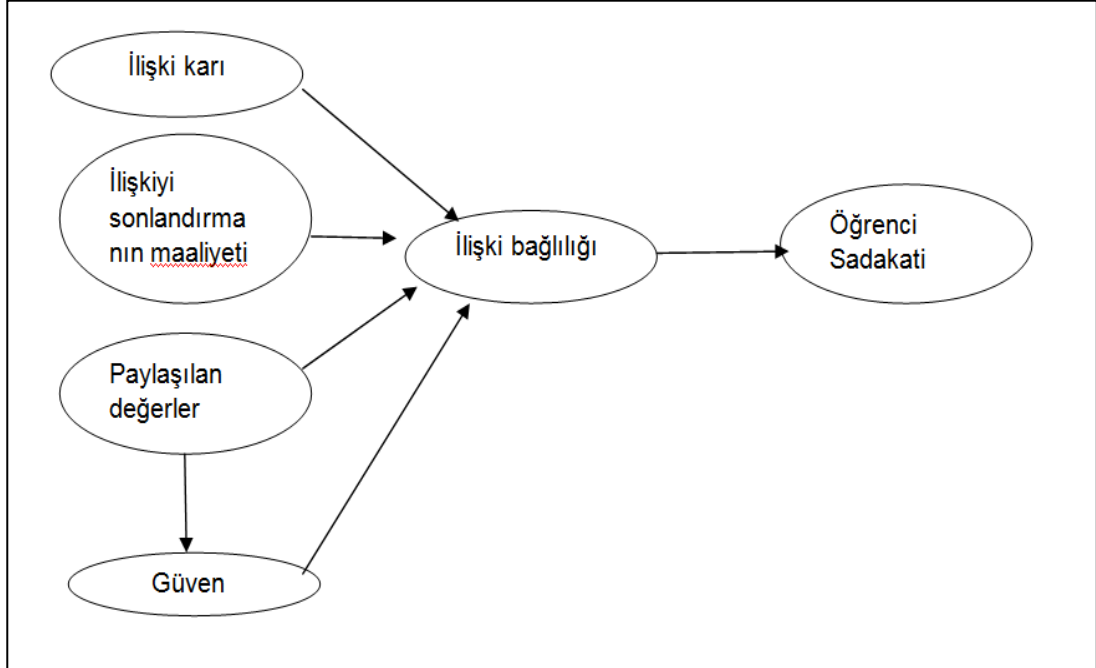 İlişki karı
İlişkiyi
sonlandırma
nın maaliyeti
İlişki bağlılığı
Öğrenci
Sadakati
Paylaşılan
değerler
Güven